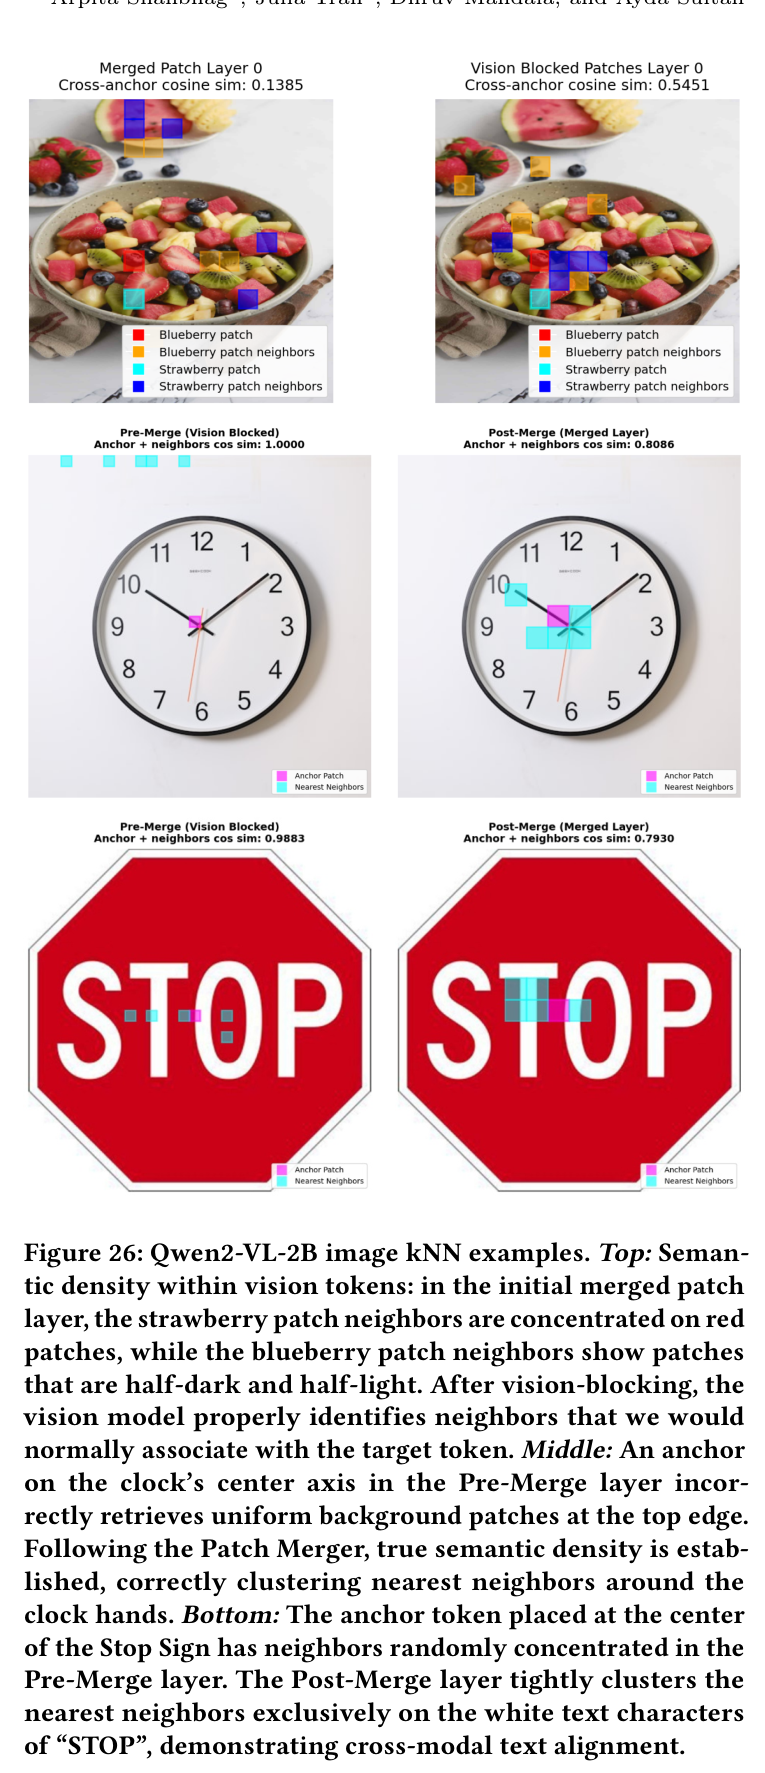 Merged Patch Layer 0
Cross-anchor cosine sim: 0.1385
Blueberry patch
Blueberry patch neighbors
Strawberry patch
Strawberry patch neighbors
Vision Blocked Patches Layer 0
Cross-anchor cosine sim: 0.5451
Blueberry patch
Blueberry patch neighbors
Strawberry patch
Strawberry patch neighbors
Pre-Merge (Vision Blocked)
Anchor + neighbors cos sim: 1.0000
12
11
1
10
2
9
3
8
4
7
5
6
Anchor Patch
Nearest Neighbors
Post-Merge (Merged Layer)
Anchor + neighbors cos sim: 0.8086
12
11
1
10
2
9
3
8
4
7
5
6
Anchor Patch
Nearest Neighbors
Pre-Merge (Vision Blocked)
Anchor + neighbors cos sim: 0.9883
STOP
Anchor Patch
Nearest Neighbors
Post-Merge (Merged Layer)
Anchor + neighbors cos sim: 0.7930
STOP
Anchor Patch
Nearest Neighbors
Figure 26: Qwen2-VL-2B image kNN examples. Top: Seman-
tic density within vision tokens: in the initial merged patch
layer, the strawberry patch neighbors are concentrated on red
patches, while the blueberry patch neighbors show patches
that are half-dark and half-light. After vision-blocking, the
vision model properly identifies neighbors that we would
normally associate with the target token. Middle: An anchor
on the clock's center axis in the Pre-Merge layer incor-
rectly retrieves uniform background patches at the top edge.
Following the Patch Merger, true semantic density is estab-
lished, correctly clustering nearest neighbors around the
clock hands. Bottom: The anchor token placed at the center
of the Stop Sign has neighbors randomly concentrated in the
Pre-Merge layer. The Post-Merge layer tightly clusters the
nearest neighbors exclusively on the white text characters
of “STOP”, demonstrating cross-modal text alignment.